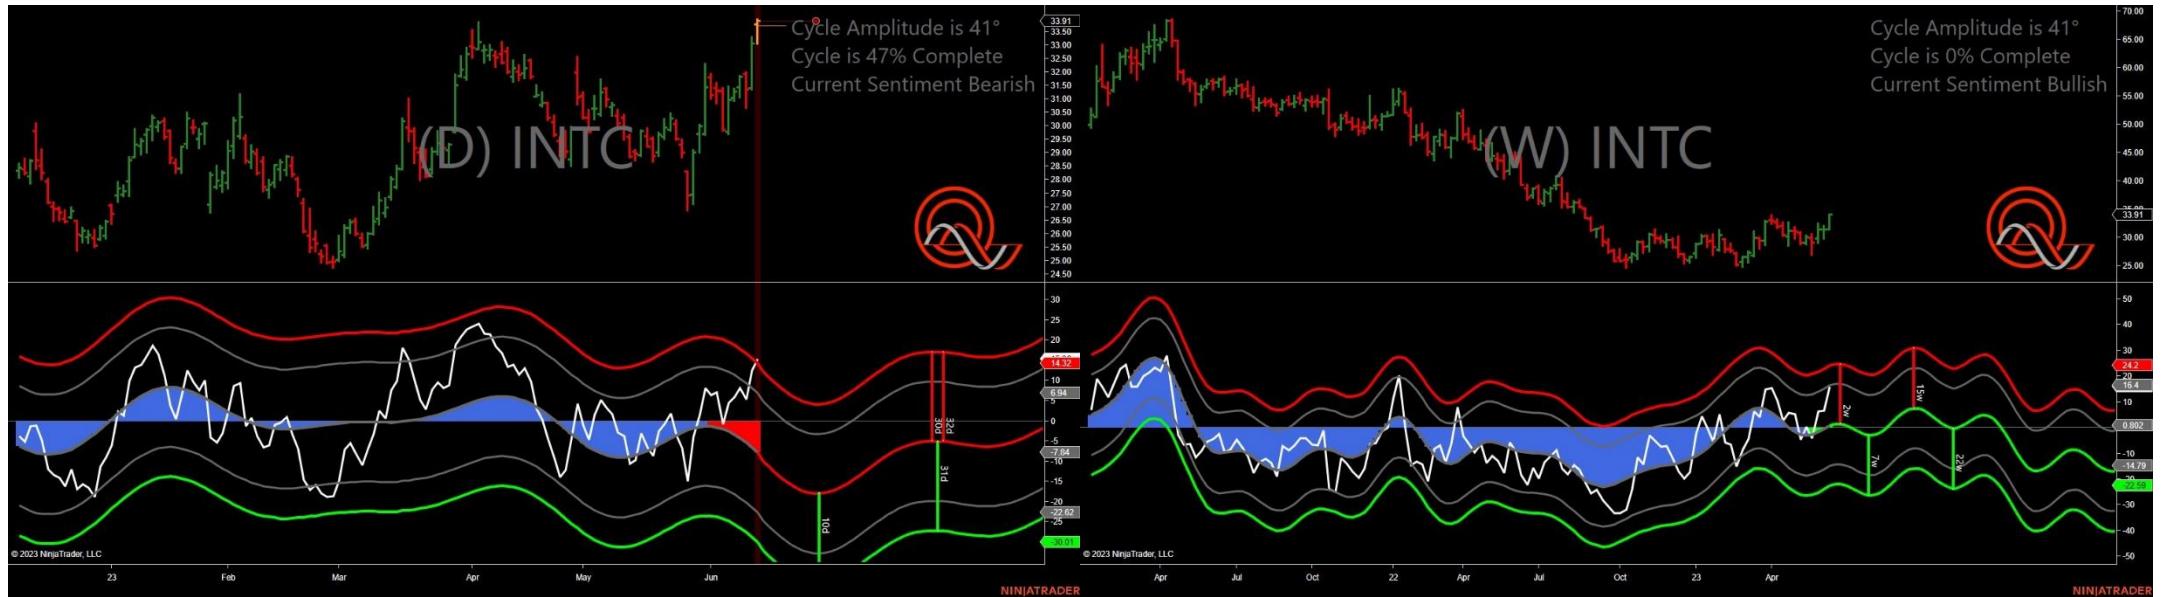 Cycle Amplitude is 41°
Cycle is 47% Complete
Current Sentiment Bearish
(D) INTC
33.91
33.50
33.00
32.50
32.00
31.50
31.00
30.50
30.00
29.50
29.00
28.50
28.00
27.50
27.00
26.50
26.00
25.50
25.00
24.50
30
25
20
14.32
10
6.94
5
0
-5
-7.84
-10
-15
-20
-22.62
-25
-30.01
10d
30d
32d
31d
© 2023 NinjaTrader, LLC
23
Feb
Mar
Apr
May
Jun
NINJATRADER
Cycle Amplitude is 41°
Cycle is 0% Complete
Current Sentiment Bullish
(W) INTC
70.00
65.00
60.00
55.00
50.00
45.00
40.00
35.00
33.91
30.00
25.00
50
40
30
24.2
20
16.4
10
0.802
-10
-14.79
-22.59
-30
-40
-50
2w
7w
15w
22w
© 2023 NinjaTrader, LLC
Apr
Jul
Oct
22
Apr
Jul
Oct
23
Apr
NINJATRADER